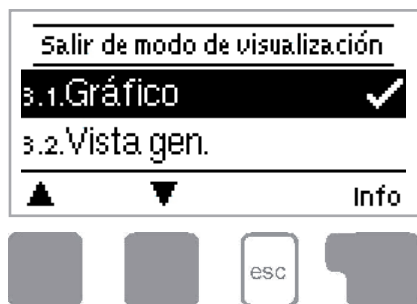 Salir de modo de visualización
3.1.Gráfico
3.2.Vista gen.
Info
esc